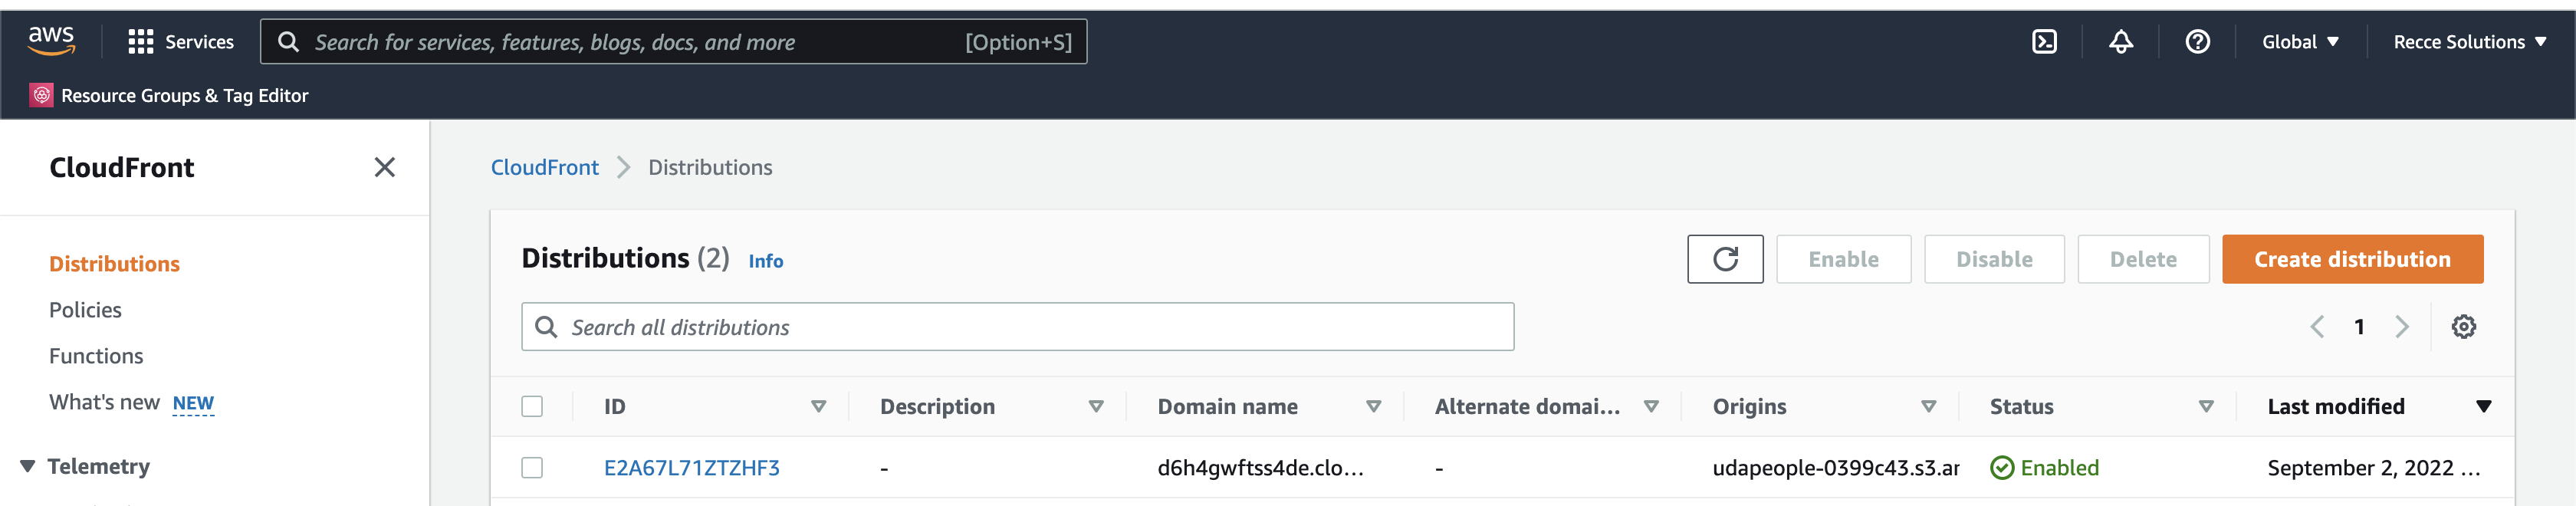 aws Services Search for services, features, blogs, docs, and more [Option+S] Global Recce Solutions
Resource Groups & Tag Editor
CloudFront
Distributions
Policies
Functions
What's new NEW
Telemetry
CloudFront Distributions
Distributions (2) Info Enable Disable Delete Create distribution
Search all distributions 1
ID Description Domain name Alternate domai... Origins Status Last modified
E2A67L71ZTZHF3 - d6h4gwftss4de.clo... - udapeople-0399c43.s3.ar Enabled September 2, 2022 ...